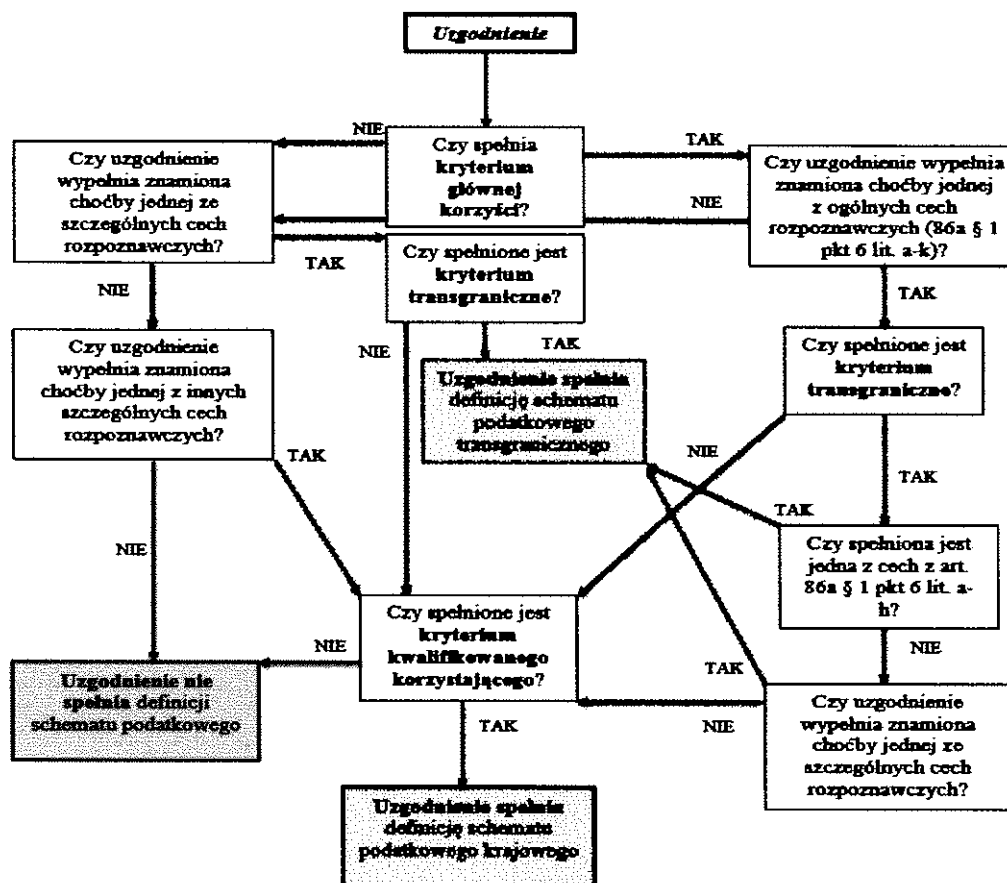 Uzgodnienie
NIE
TAK
Czy uzgodnienie
wypełnia znamiona
choćby jednej ze
szczególnych cech
rozpoznawczych?
Czy spełnia
kryterium
głównej
korzyści?
Czy uzgodnienie wypełnia
znamiona choćby jednej
z ogólnych cech
rozpoznawczych (86a § 1
pkt 6 lit. a-k)?
NIE
TAK
Czy spełnione jest
kryterium
transgraniczne?
NIE
TAK
Czy uzgodnienie
wypełnia znamiona
choćby jednej z innych
szczególnych cech
rozpoznawczych?
NIE
TAK
Uzgodnienie spełnia
definicję schematu
podatkowego
transgranicznego
Czy spełnione jest
kryterium
transgraniczne?
TAK
NIE
TAK
NIE
TAK
Czy spełniona jest
jedna z cech z art.
86a § 1 pkt 6 lit. a-
h?
Czy spełnione jest
kryterium
kwalifikowanego
korzystającego?
NIE
TAK
NIE
Uzgodnienie nie
spełnia definicji
schematu podatkowego
TAK
NIE
Czy uzgodnienie
wypełnia znamiona
choćby jednej ze
szczególnych cech
rozpoznawczych?
Uzgodnienie spełnia
definicję schematu
podatkowego krajowego